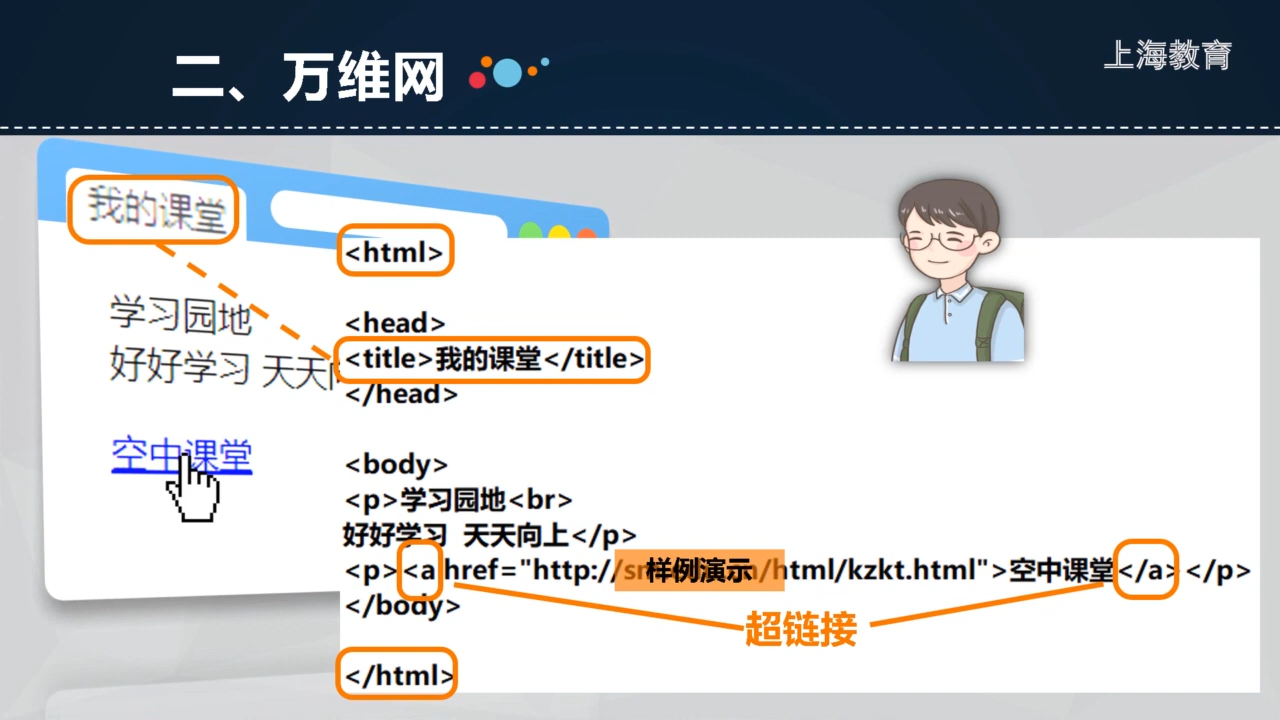 二、万维网
上海教育
我的课堂
学习园地
好好学习 天天
空中课堂
<html>
<head>
<title>我的课堂</title>
</head>
<body>
<p>学习园地<br>
好好学习 天天向上</p>
<p><a href="http://样例演示/html/kzkt.html">空中课堂</a></p>
</body>
超链接
</html>